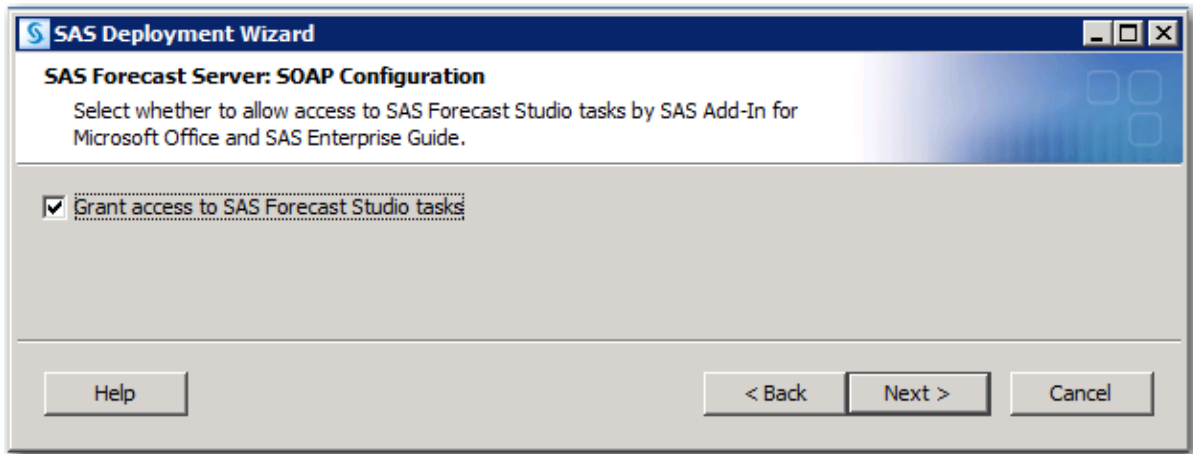 SAS Deployment Wizard
SAS Forecast Server: SOAP Configuration
Select whether to allow access to SAS Forecast Studio tasks by SAS Add-In for
Microsoft Office and SAS Enterprise Guide.
Grant access to SAS Forecast Studio tasks
Help
< Back
Next >
Cancel